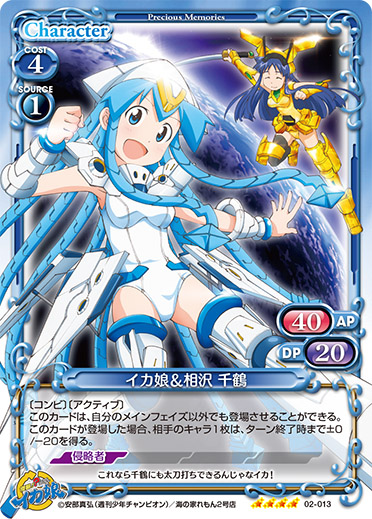 Precious Memories
Character
COST
4
SOURCE
1
40 AP
DP 20
イカ娘&相沢 千鶴
[コンビ] [アクティブ]
このカードは、自分のメインフェイズ以外でも登場させることができる。
このカードが登場した場合、相手のキャラ1枚は、ターン終了時まで±0
/−20を得る。
侵略者
これなら千鶴にも太刀打ちできるんじゃなイカ!
©安部真弘(週刊少年チャンピオン)/海の家れもん2号店
★★★★ 02-013